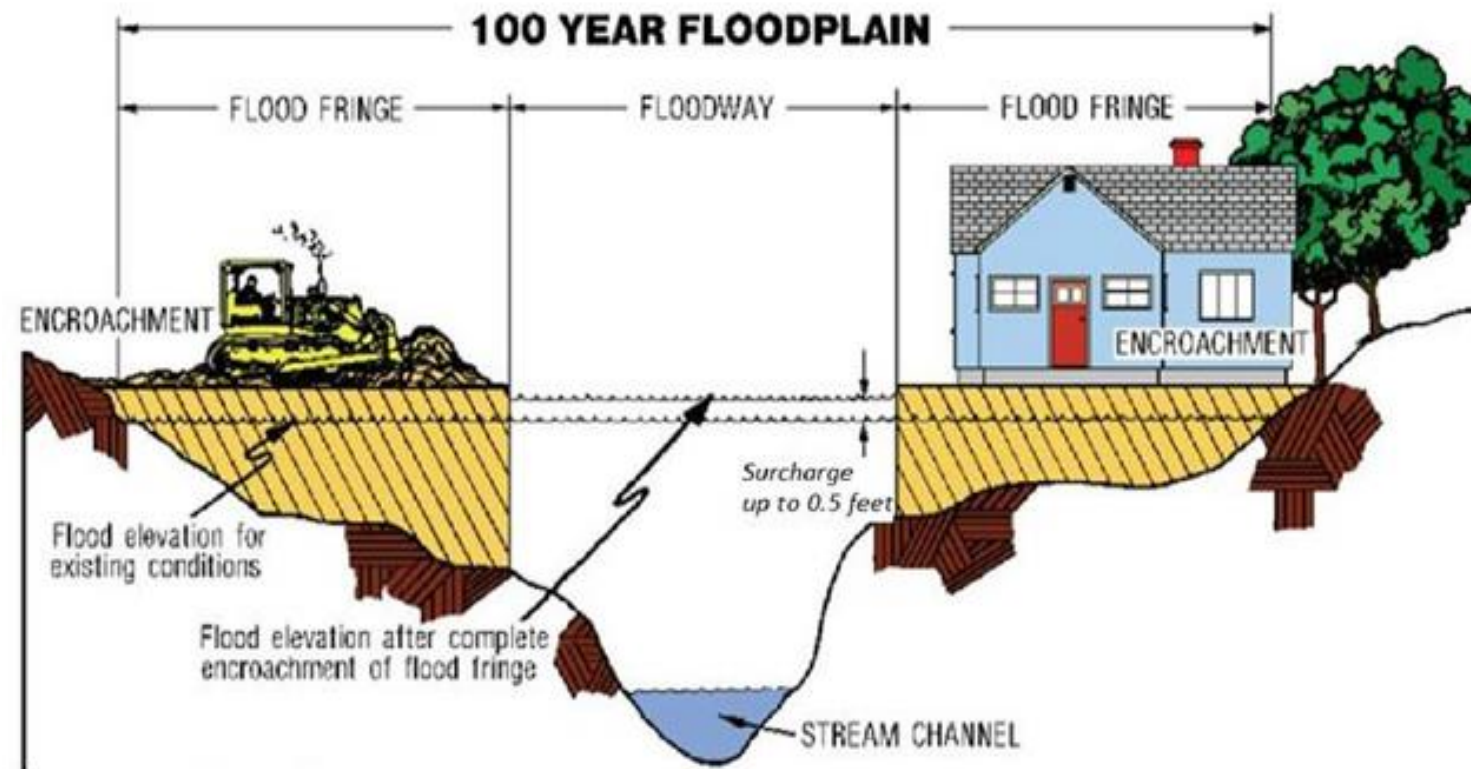 100 YEAR FLOODPLAIN
FLOOD FRINGE
FLOODWAY
FLOOD FRINGE
ENCROACHMENT
ENCROACHMENT
Surcharge
up to 0.5 feet
Flood elevation for
existing conditions
Flood elevation after complete
encroachment of flood fringe
STREAM CHANNEL